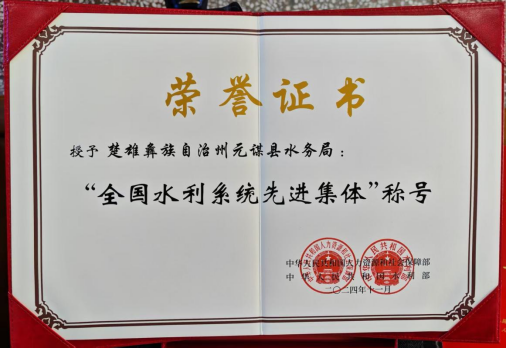 荣誉证书
授予 楚雄彝族自治州元谋县水务局：
“全国水利系统先进集体”称号
中华人民共和国人力资源和社会保障部
中华人民共和国水利部
二〇二四年十一月